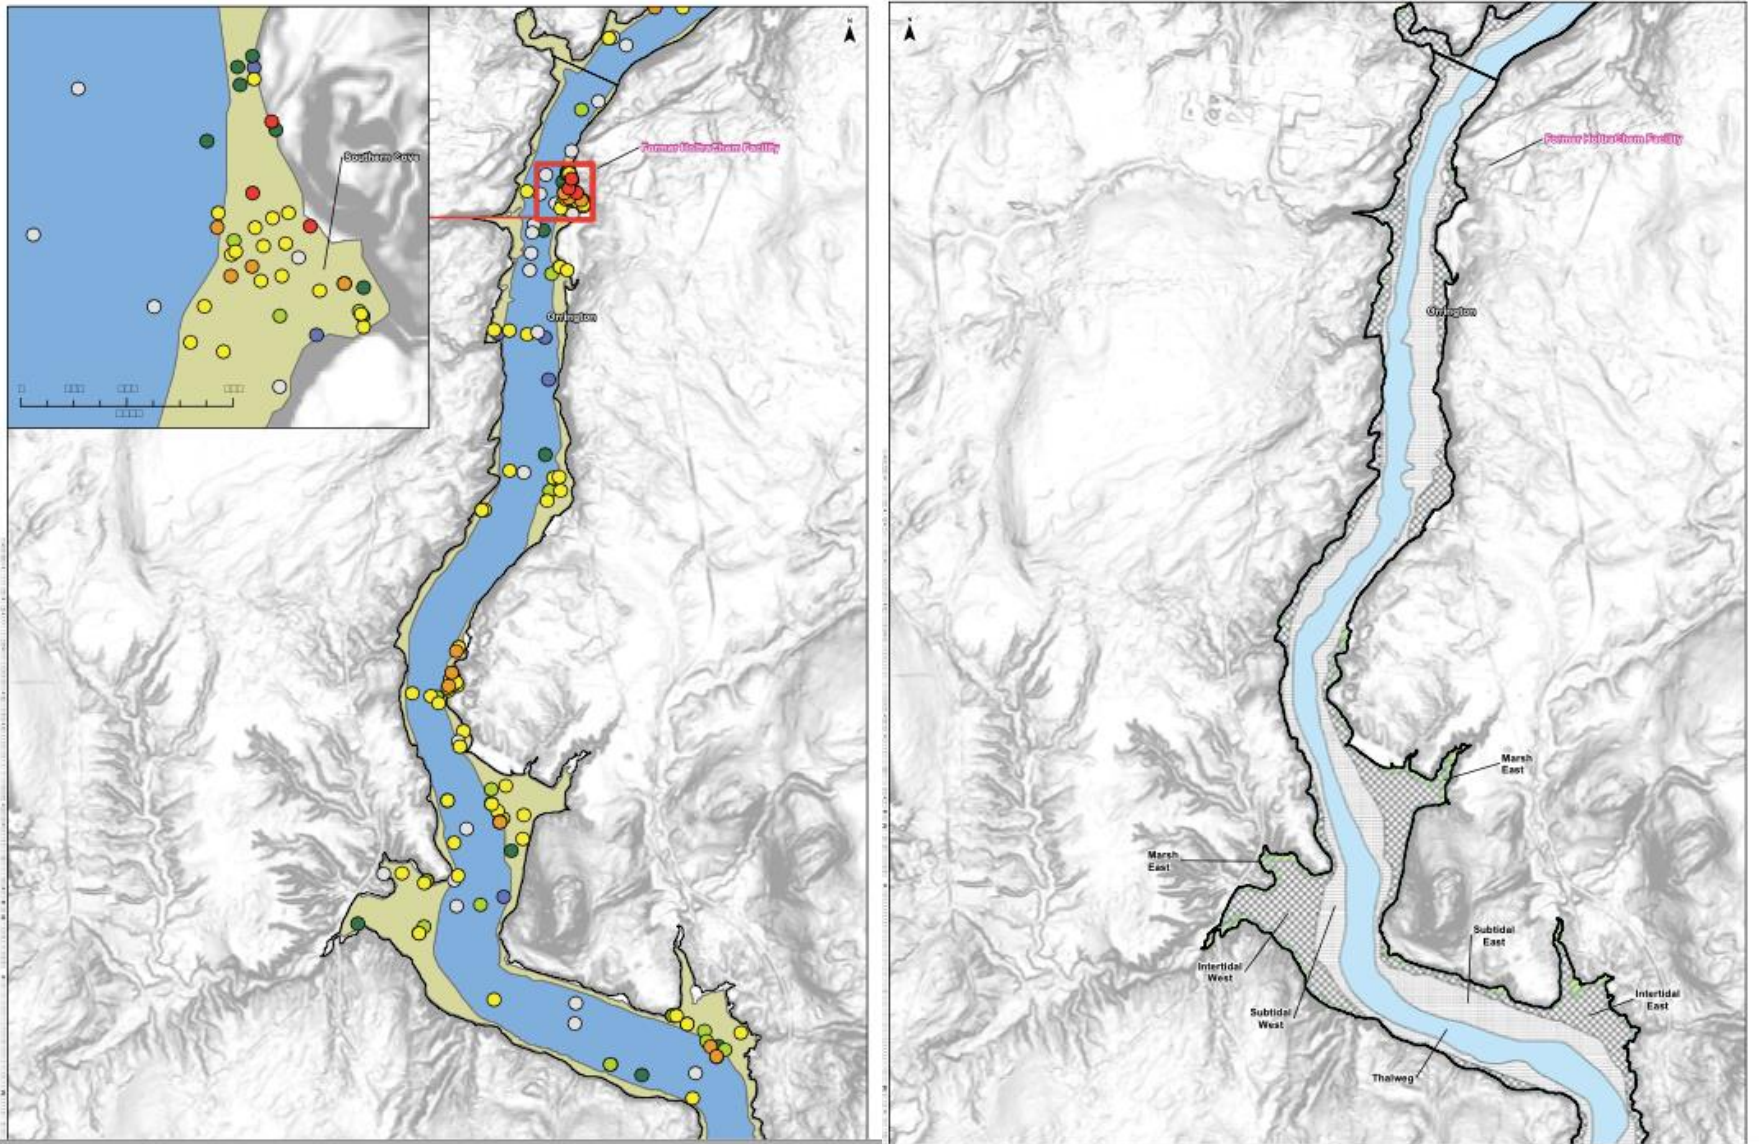 N
Southern Cove
Former HoltraChem Facility
Orrington
N
Former HoltraChem Facility
Orrington
Marsh
East
Marsh
East
Subtidal
East
Intertidal
West
Intertidal
East
Subtidal
West
Thalweg